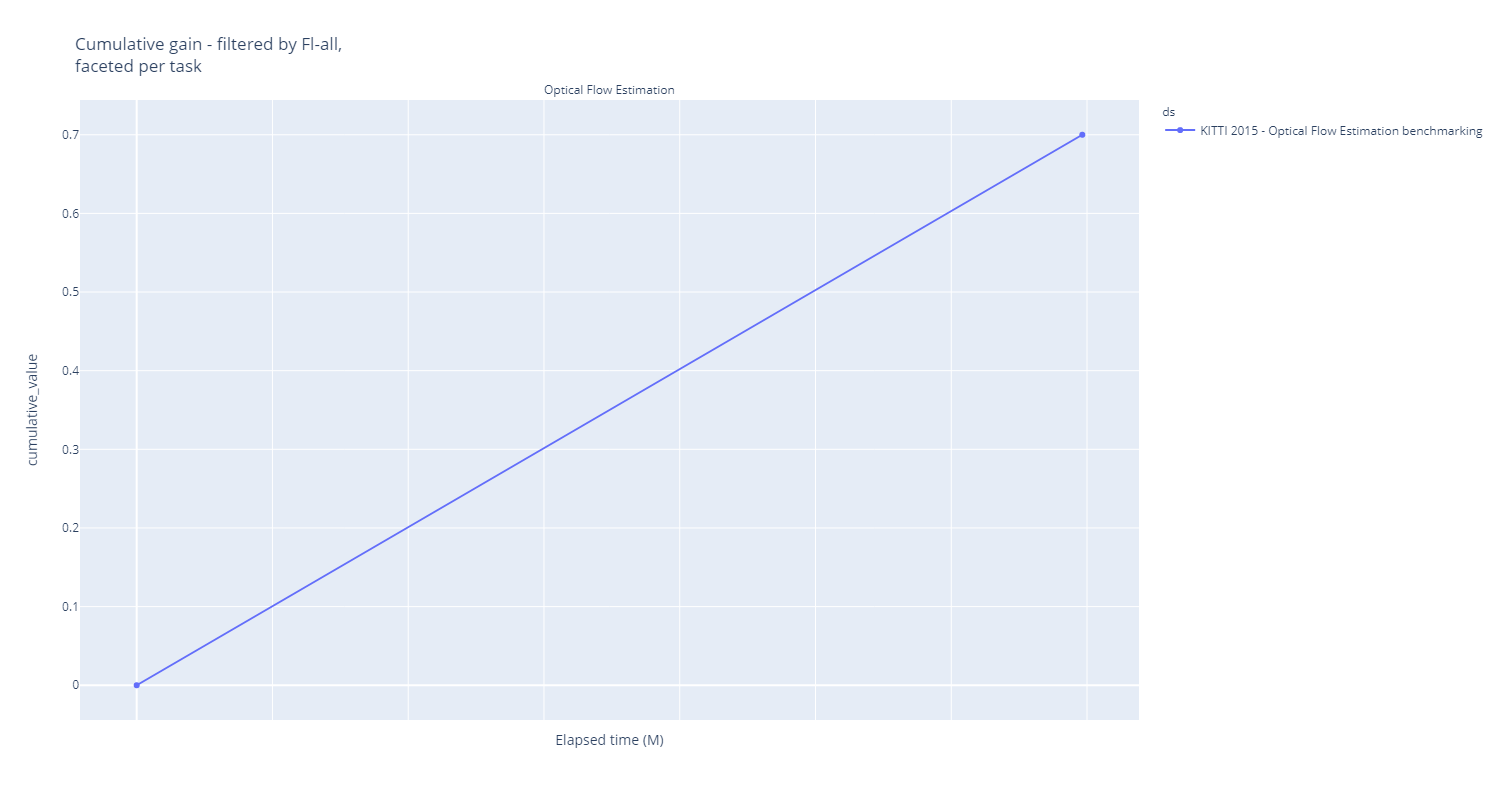 Cumulative gain - filtered by Fl-all,
faceted per task
Optical Flow Estimation
ds
KITTI 2015 - Optical Flow Estimation benchmarking
0.7
0.6
0.5
0.4
0.3
0.2
0.1
0
cumulative_value
Elapsed time (M)